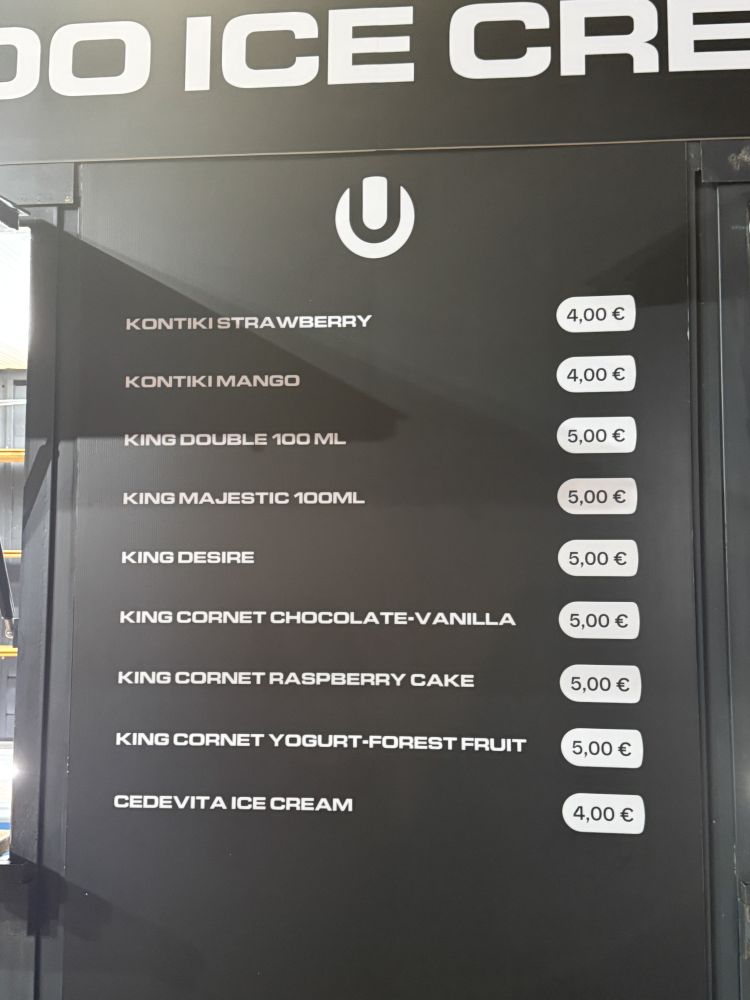 ICE
KONTIKI STRAWBERRY 4,00 €
KONTIKI MANGO 4,00 €
KING DOUBLE 100 ML 5,00 €
KING MAJESTIC 100ML 5,00 €
KING DESIRE 5,00 €
KING CORNET CHOCOLATE-VANILLA 5,00 €
KING CORNET RASPBERRY CAKE 5,00 €
KING CORNET YOGURT-FOREST FRUIT 5,00 €
CEDEVITA ICE CREAM 4,00 €